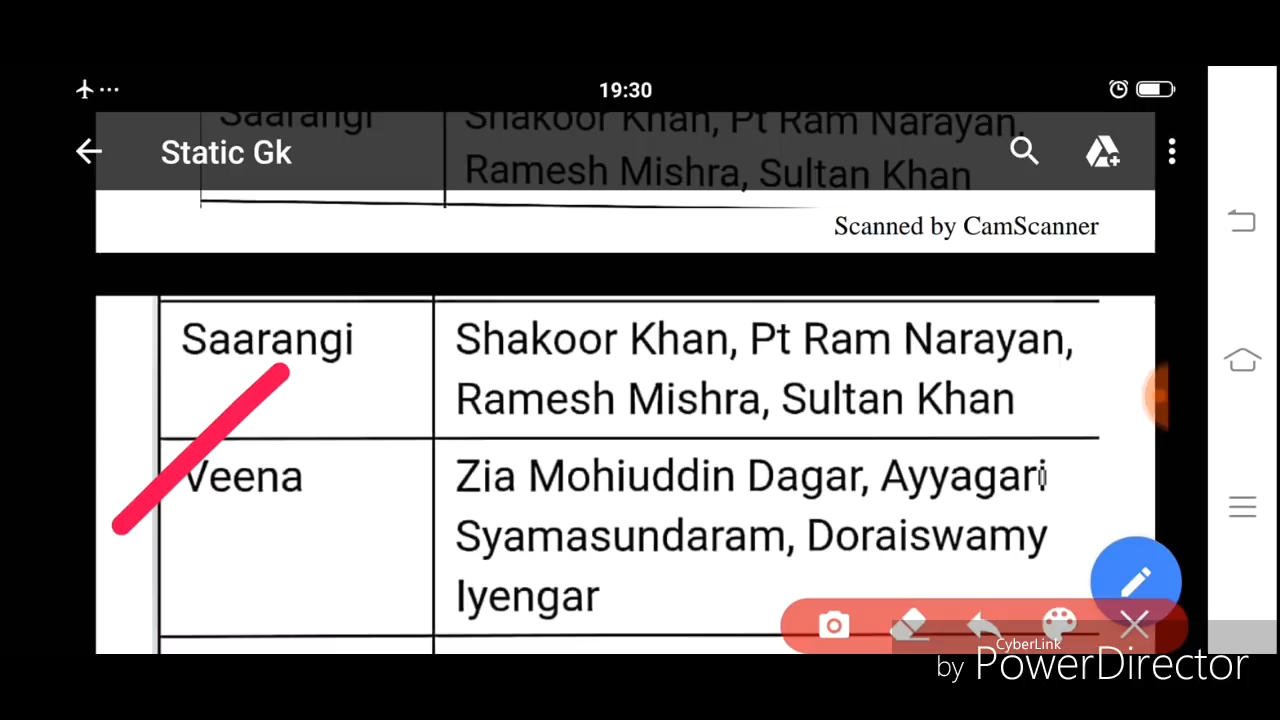 19:30
Saarangi Shakoor Khan, Pt Ram Narayan,
Static Gk
Ramesh Mishra, Sultan Khan
Scanned by CamScanner
Saarangi Shakoor Khan, Pt Ram Narayan,
Ramesh Mishra, Sultan Khan
Veena Zia Mohiuddin Dagar, Ayyagari
Syamasundaram, Doraiswamy
Iyengar
CyberLink
by PowerDirector